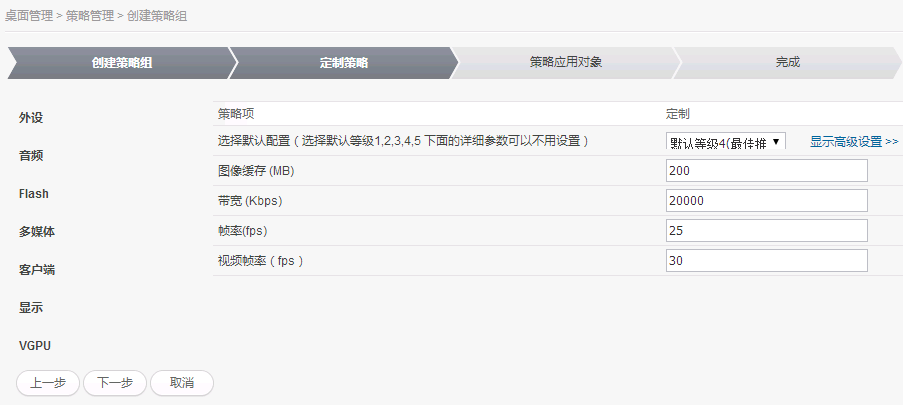 桌面管理 > 策略管理 > 创建策略组
创建策略组 定制策略 策略应用对象 完成
外设
音频
Flash
多媒体
客户端
显示
VGPU
策略项 定制
选择默认配置（选择默认等级1,2,3,4,5 下面的详细参数可以不用设置） 默认等级4(最佳推 显示高级设置 >>
图像缓存 (MB) 200
带宽 (Kbps) 20000
帧率(fps) 25
视频帧率（fps） 30
上一步 下一步 取消